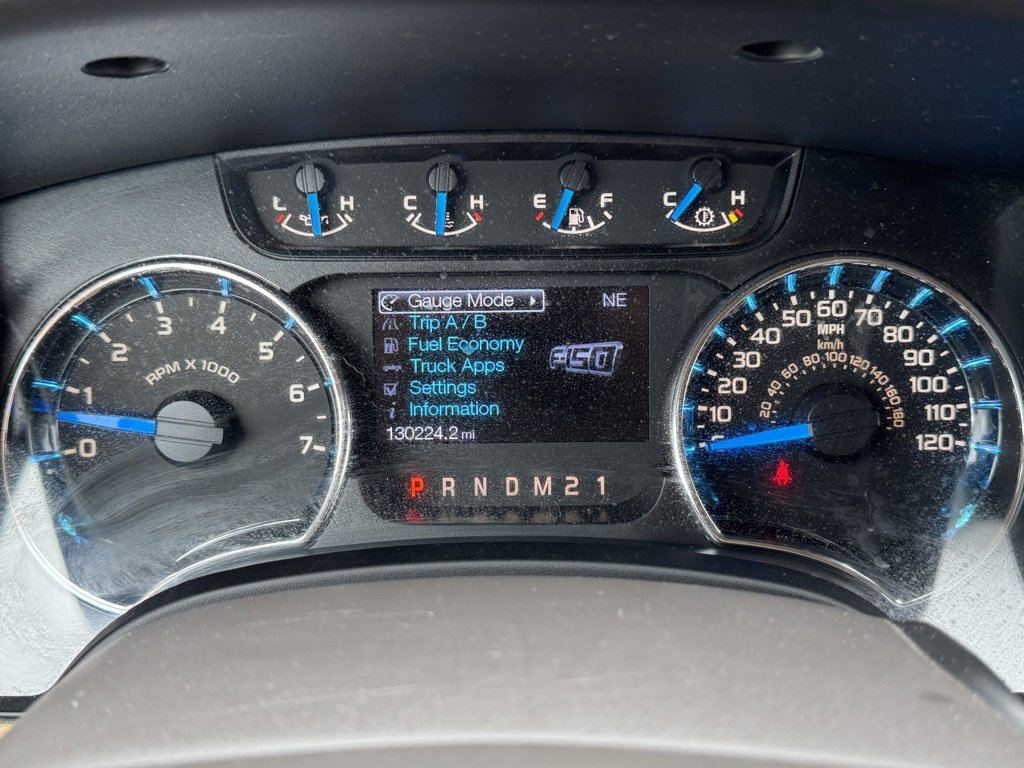 L H
C H
E F
C H
0 1 2 3 4 5 6 7
RPM X 1000
Gauge Mode NE
Trip A / B
Fuel Economy
F-150
Truck Apps
Settings
Information
130224.2 mi
P R N D M 2 1
0 10 20 30 40 50 60 70 80 90 100 110 120
MPH
km/h
20 40 60 80 100 120 140 160 180